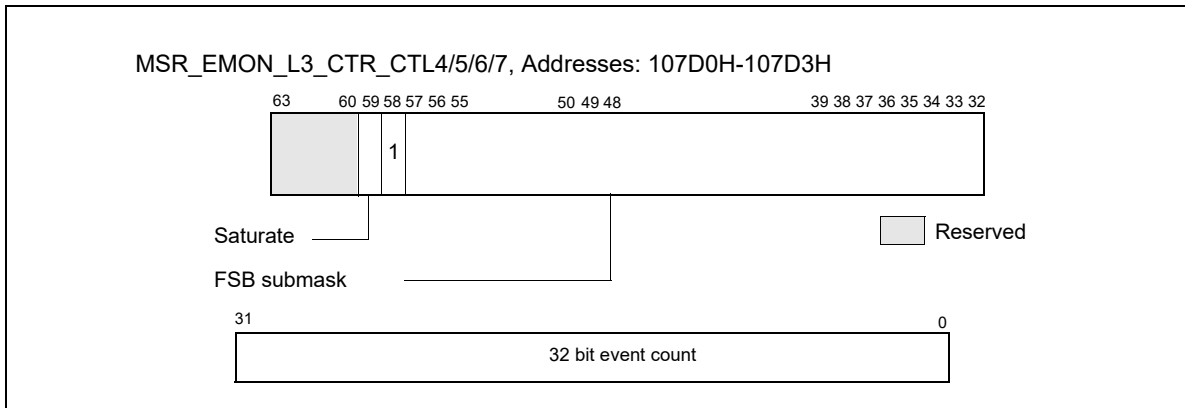 MSR_EMON_L3_CTR_CTL4/5/6/7, Addresses: 107D0H-107D3H
63 60 59 58 57 56 55 50 49 48 39 38 37 36 35 34 33 32
1
Saturate
Reserved
FSB submask
31 0
32 bit event count